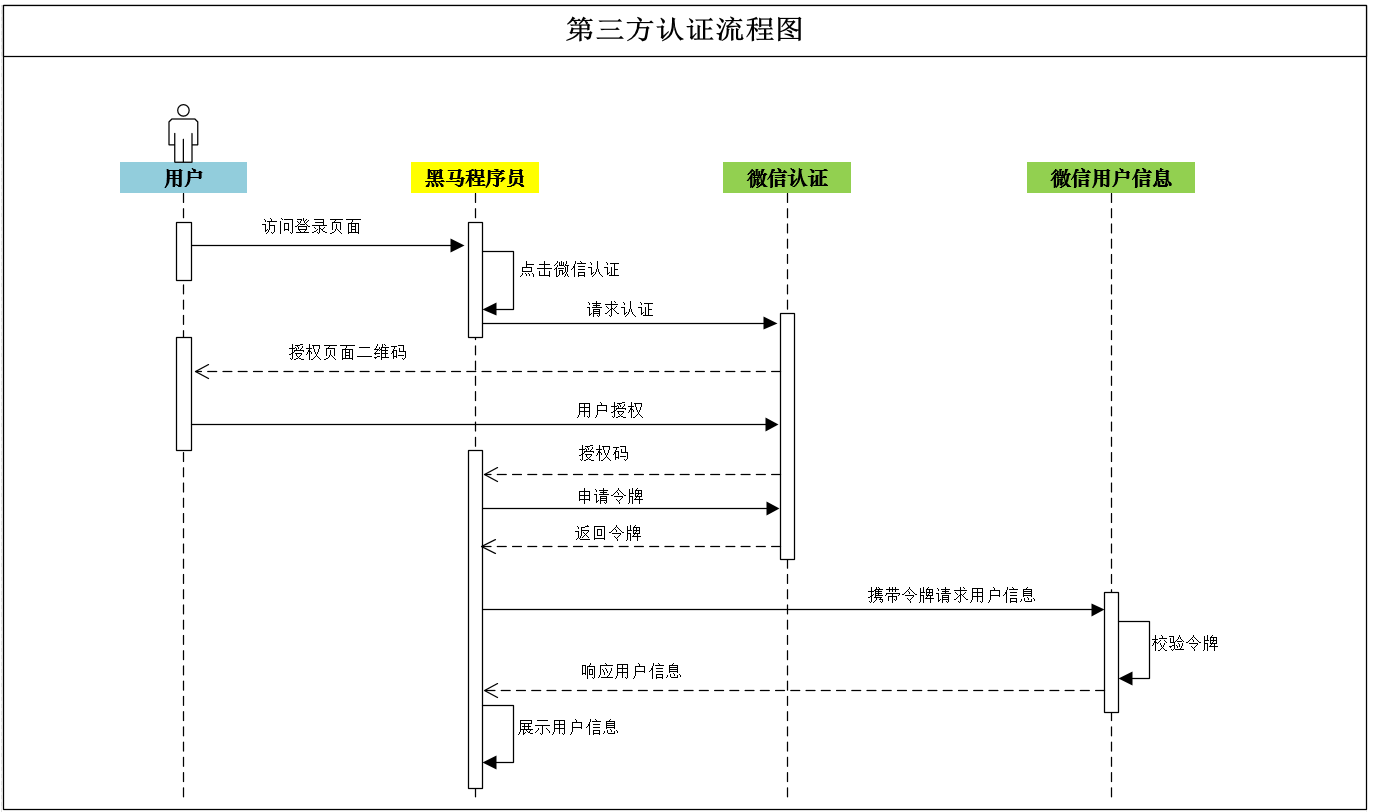 第三方认证流程图
用户
黑马程序员
微信认证
微信用户信息
访问登录页面
点击微信认证
请求认证
授权页面二维码
用户授权
授权码
申请令牌
返回令牌
携带令牌请求用户信息
校验令牌
响应用户信息
展示用户信息